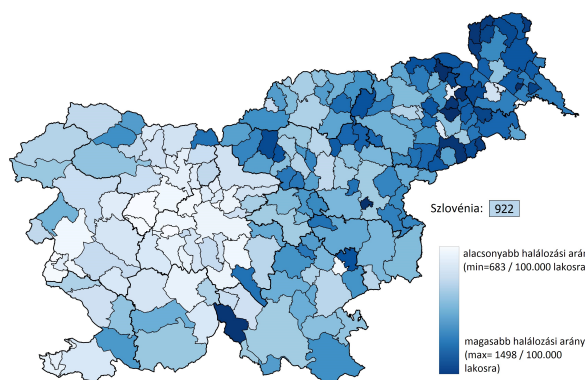 Szlovénia: 922
alacsonyabb halálozási arán
(min=683 / 100.000 lakosra
magasabb halálozási arány
(max= 1498 / 100.000
lakosra)